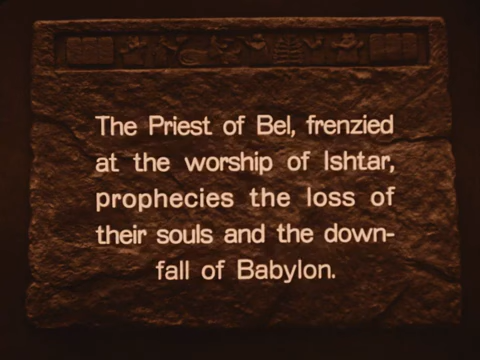 The Priest of Bel, frenzied
at the worship of Ishtar,
prophecies the loss of
their souls and the down-
fall of Babylon.